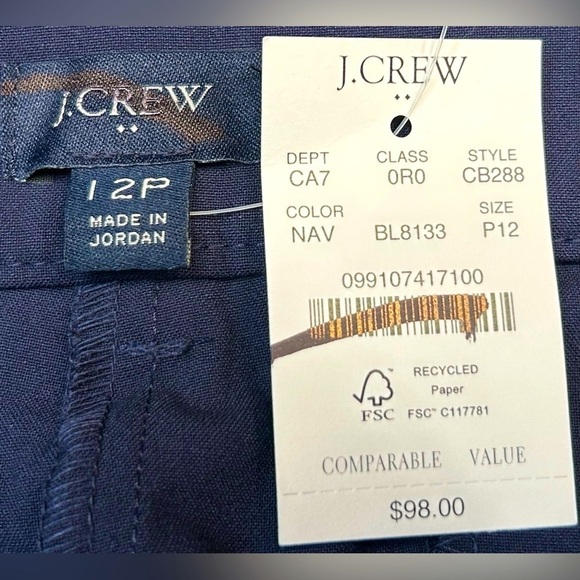 J.CREW
12P
MADE IN
JORDAN
J.CREW
DEPT CLASS STYLE
CA7 0R0 CB288
COLOR SIZE
NAV BL8133 P12
099107417100
RECYCLED
Paper
FSC FSC™ C117781
COMPARABLE VALUE
$98.00